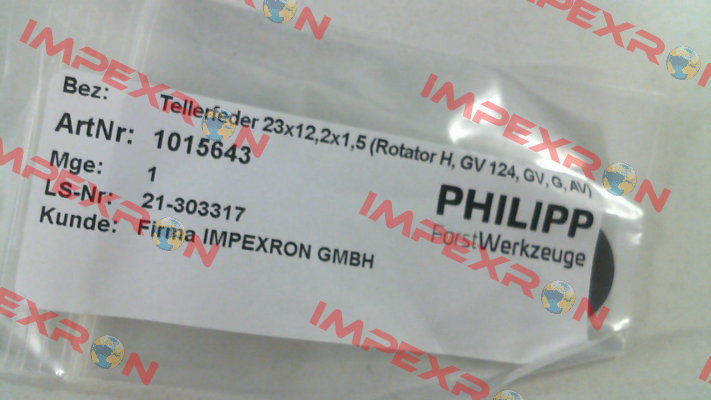 Bez: Tellerfeder 23x12,2x1,5 (Rotator H, GV 124, GV, G, AV)
ArtNr: 1015643
Mge: 1
LS-Nr: 21-303317
Kunde: Firma IMPEXRON GMBH
PHILIPP
ForstWerkzeuge
IMPEXRON
IMPEXRON
IMPEXRON
IMPEXRON
IMPEXRON
IMPEXRON
IMPEXRON
IMPEXRON